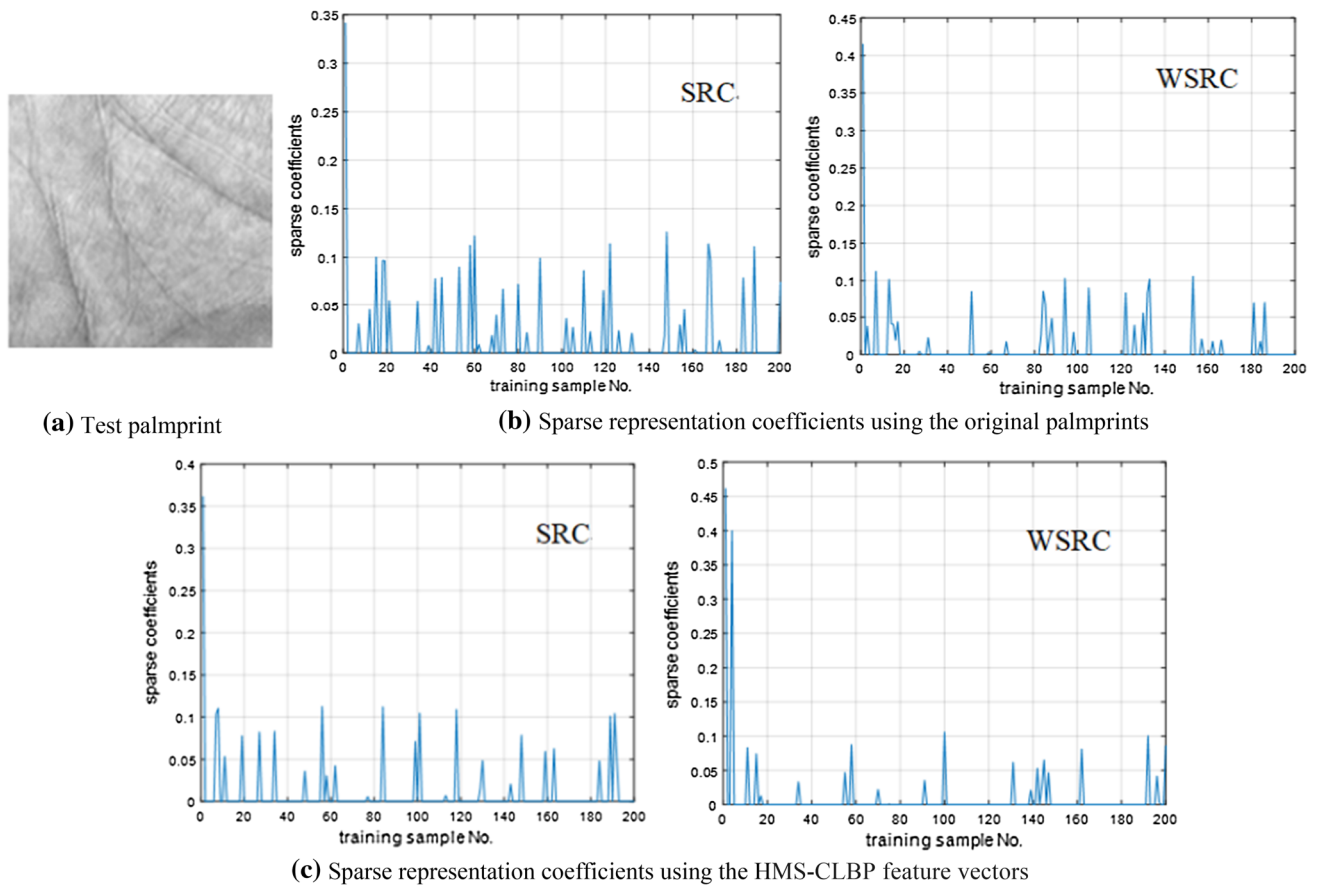 0.35
0.3
0.25
0.2
0.15
0.1
0.05
0
sparse coefficients
SRC
0 20 40 60 80 100 120 140 160 180 200
training sample No.
0.45
0.4
0.35
0.3
0.25
0.2
0.15
0.1
0.05
0
sparse coefficients
WSRC
0 20 40 60 80 100 120 140 160 180 200
training sample No.
(a) Test palmprint
(b) Sparse representation coefficients using the original palmprints
0.4
0.35
0.3
0.25
0.2
0.15
0.1
0.05
0
sparse coefficients
SRC
0 20 40 60 80 100 120 140 160 180 200
training sample No.
0.5
0.45
0.4
0.35
0.3
0.25
0.2
0.15
0.1
0.05
0
sparse coefficients
WSRC
0 20 40 60 80 100 120 140 160 180 200
training sample No.
(c) Sparse representation coefficients using the HMS-CLBP feature vectors